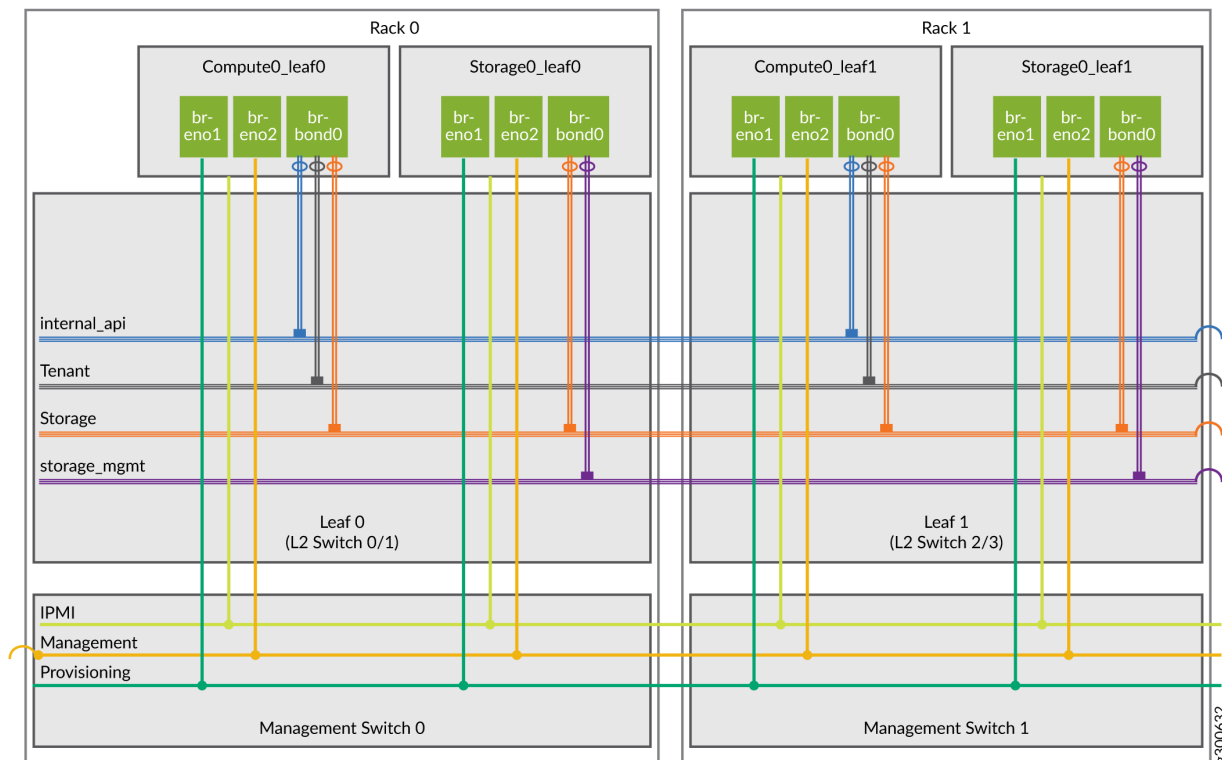 Rack 0
Rack 1
Compute0_leaf0
Storage0_leaf0
Compute0_leaf1
Storage0_leaf1
br-
eno1
br-
eno2
br-
bond0
br-
eno1
br-
eno2
br-
bond0
br-
eno1
br-
eno2
br-
bond0
br-
eno1
br-
eno2
br-
bond0
internal_api
Tenant
Storage
storage_mgmt
Leaf 0
(L2 Switch 0/1)
Leaf 1
(L2 Switch 2/3)
IPMI
Management
Provisioning
Management Switch 0
Management Switch 1